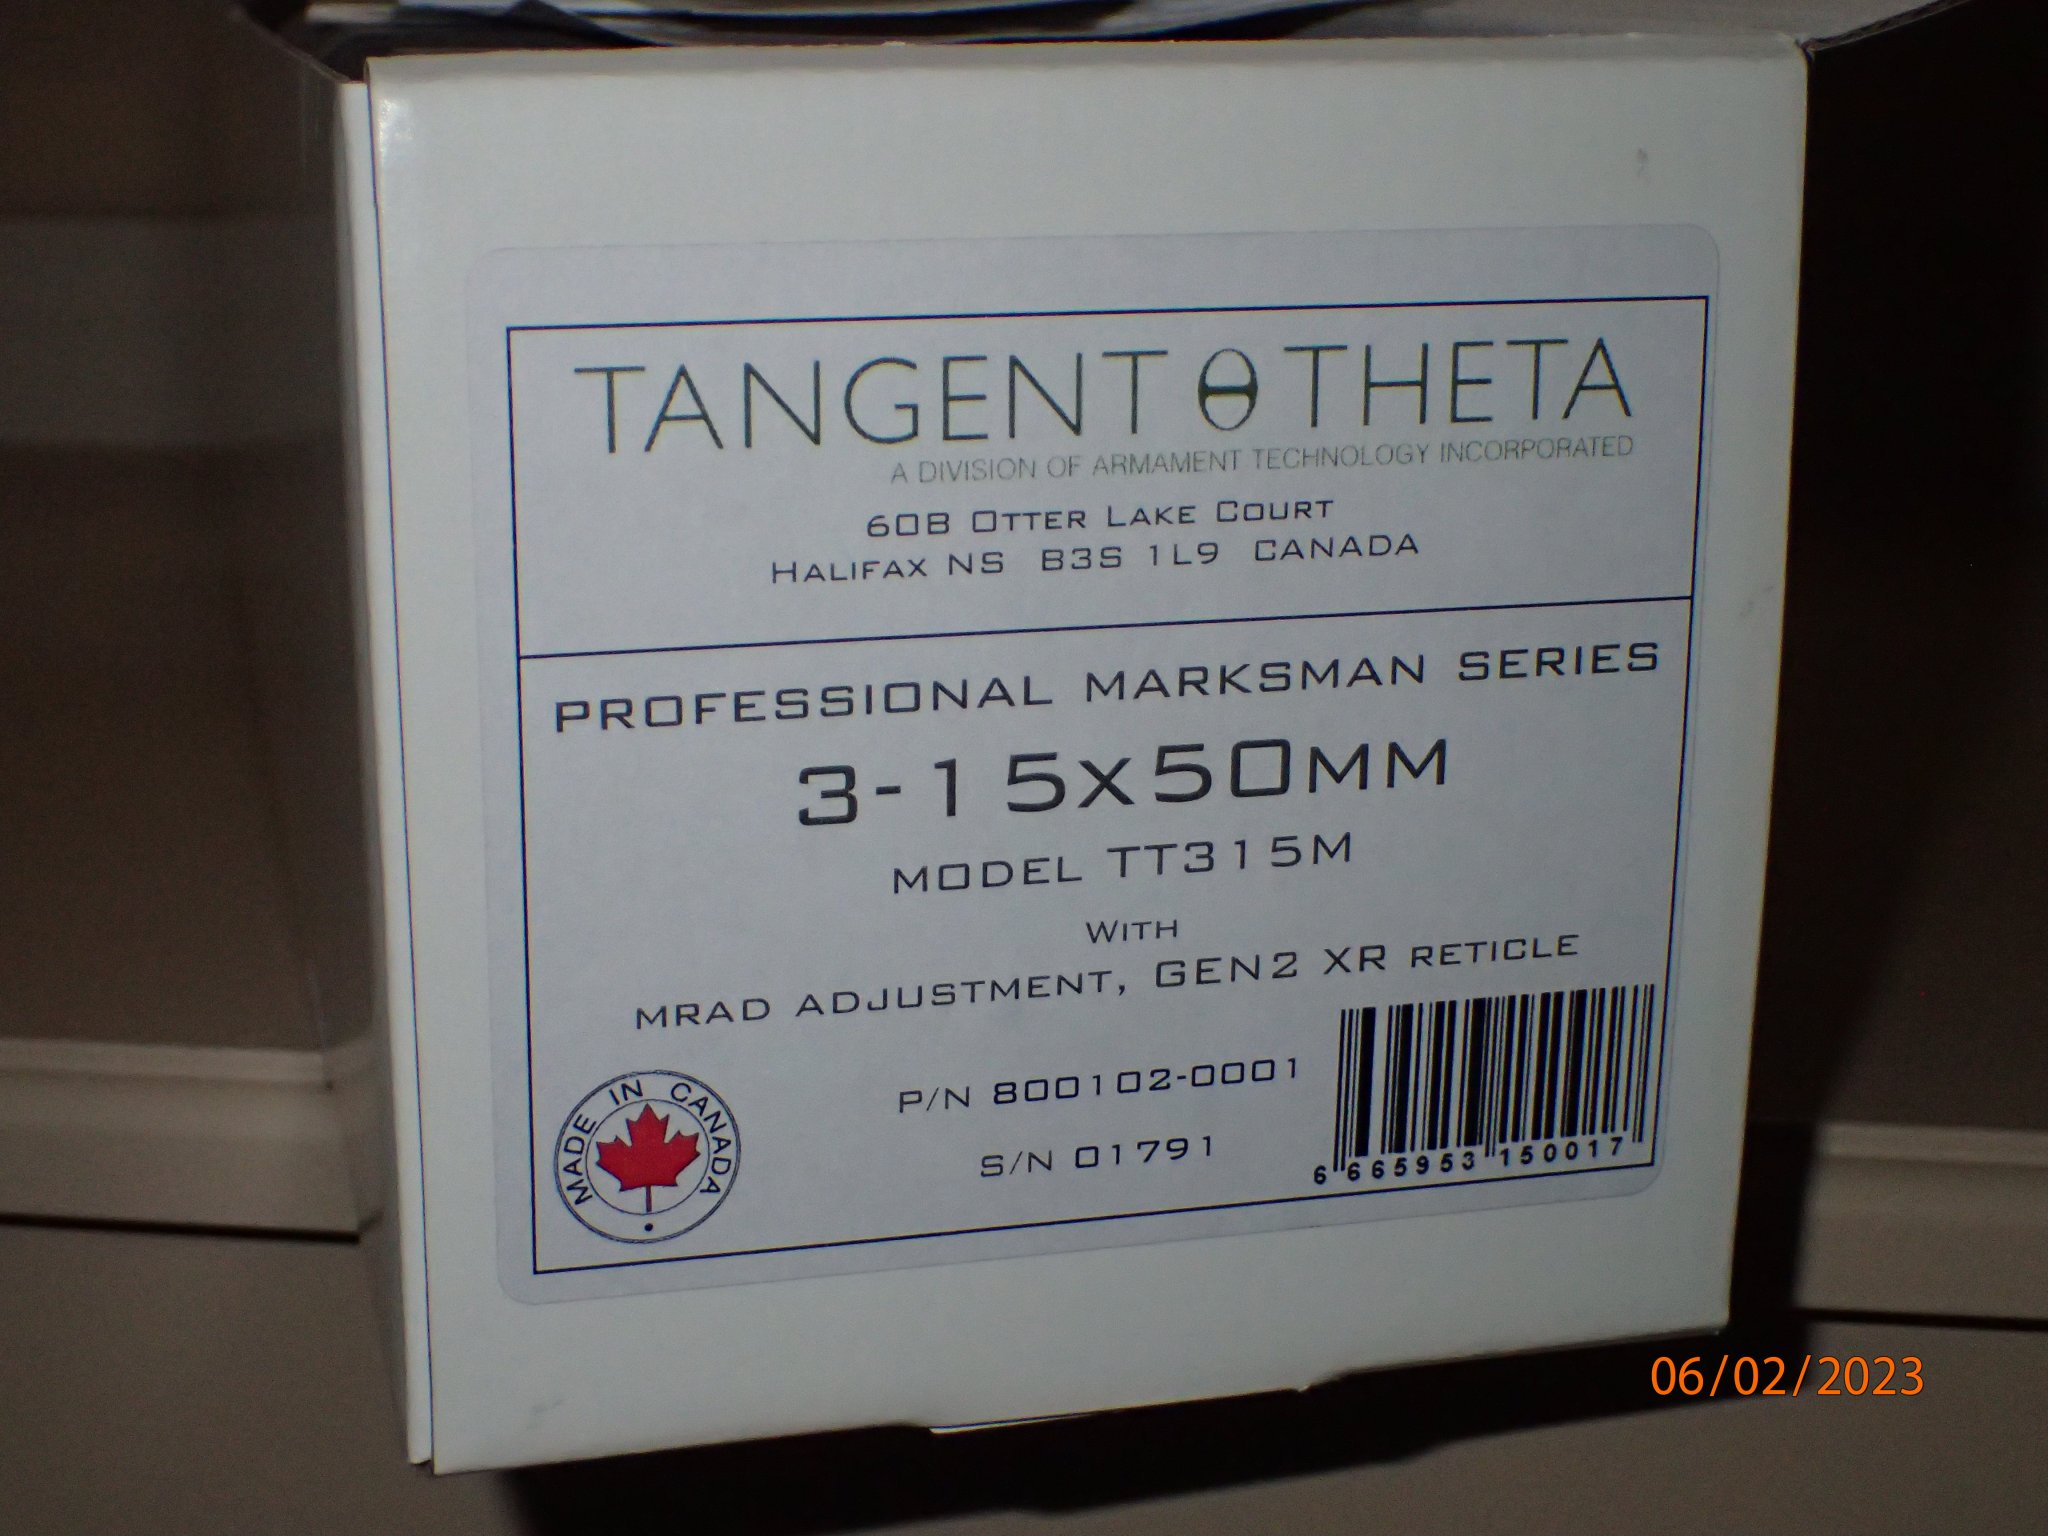 TANGENT θ THETA
A DIVISION OF ARMAMENT TECHNOLOGY INCORPORATED
60B OTTER LAKE COURT
HALIFAX NS B3S 1L9 CANADA
PROFESSIONAL MARKSMAN SERIES
3-15x50MM
MODEL TT315M
WITH
MRAD ADJUSTMENT, GEN2 XR RETICLE
MADE IN CANADA
P/N 800102-0001
S/N 01791
6 665953 150017
06/02/2023